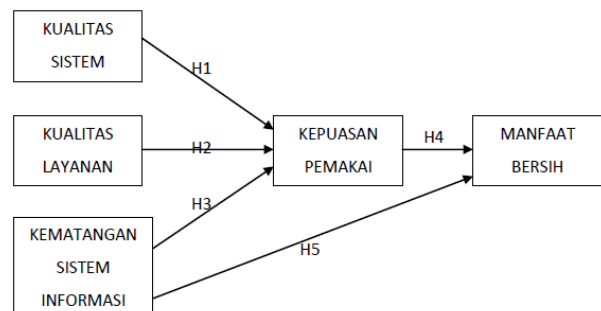 KUALITAS
SISTEM
H1
KUALITAS
LAYANAN
H2
KEPUASAN
PEMAKAI
H4
MANFAAT
BERSIH
H3
KEMATANGAN
SISTEM
INFORMASI
H5